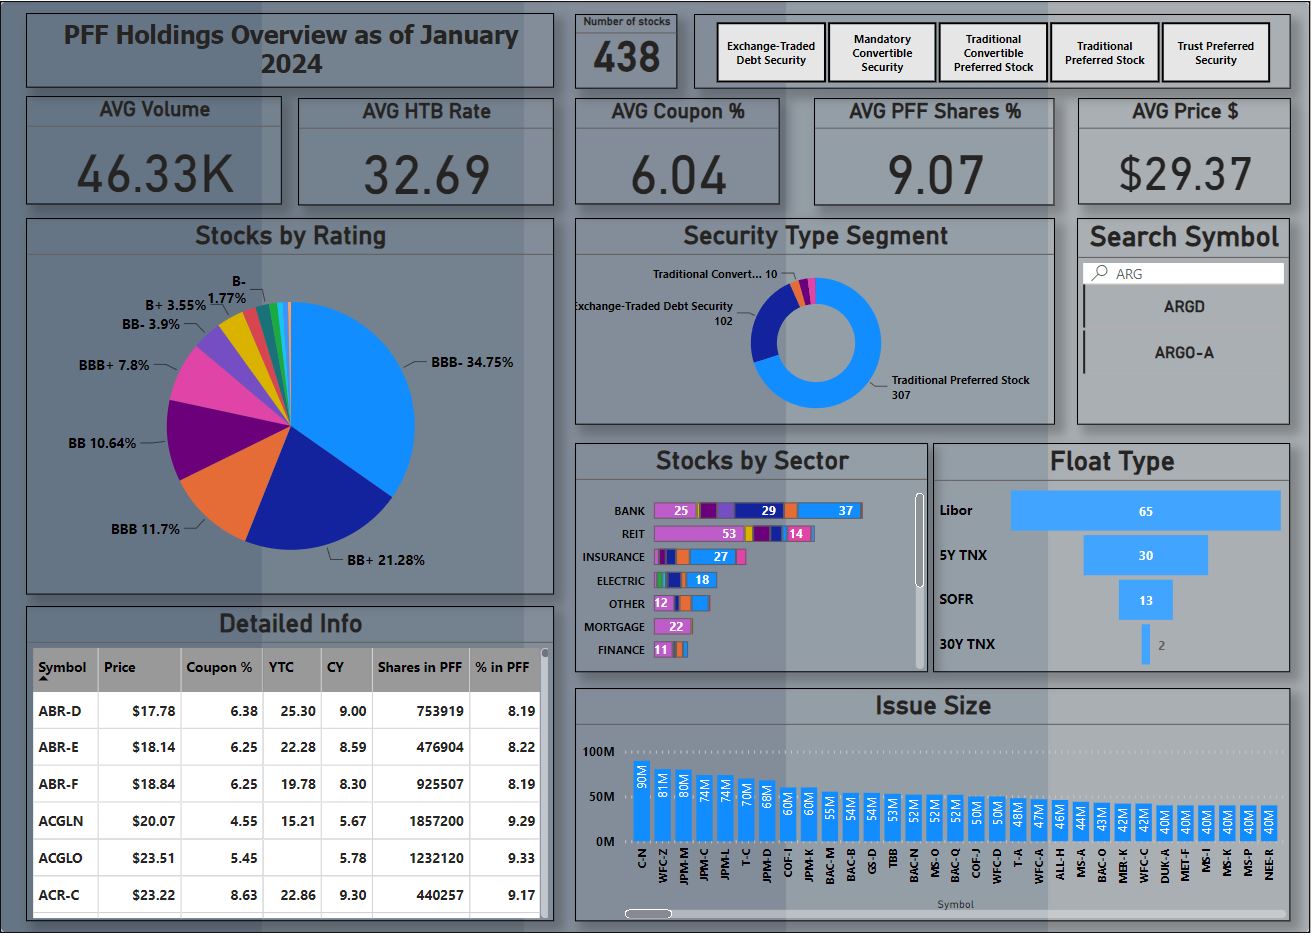 PFF Holdings Overview as of January
2024
Number of stocks
438
Exchange-Traded
Debt Security
Mandatory
Convertible
Security
Traditional
Convertible
Preferred Stock
Traditional
Preferred Stock
Trust Preferred
Security
AVG Volume
46.33K
AVG HTB Rate
32.69
AVG Coupon %
6.04
AVG PFF Shares %
9.07
AVG Price $
$29.37
Stocks by Rating
B-
1.77%
B+ 3.55%
BB- 3.9%
BBB+ 7.8%
BB 10.64%
BBB 11.7%
BB+ 21.28%
BBB- 34.75%
Security Type Segment
Traditional Convert... 10
Exchange-Traded Debt Security
102
Traditional Preferred Stock
307
Search Symbol
ARG
ARGD
ARGO-A
Stocks by Sector
BANK 25 29 37
REIT 53 14
INSURANCE 27
ELECTRIC 18
OTHER 12
MORTGAGE 22
FINANCE 11
Float Type
Libor 65
5Y TNX 30
SOFR 13
30Y TNX 2
Detailed Info
Symbol Price Coupon % YTC CY Shares in PFF % in PFF
ABR-D $17.78 6.38 25.30 9.00 753919 8.19
ABR-E $18.14 6.25 22.28 8.59 476904 8.22
ABR-F $18.84 6.25 19.78 8.30 925507 8.19
ACGLN $20.07 4.55 15.21 5.67 1857200 9.29
ACGLO $23.51 5.45 5.78 1232120 9.33
ACR-C $23.22 8.63 22.86 9.30 440257 9.17
Issue Size
100M
50M
0M
90M 81M 80M 74M 74M 70M 68M 60M 60M 55M 54M 54M 53M 52M 52M 52M 50M 50M 48M 47M 46M 44M 43M 42M 42M 40M 40M 40M 40M 40M 40M
C-N WFC-Z JPM-M JPM-C JPM-L T-C JPM-D COF-I JPM-K BAC-M BAC-B GS-D TBB BAC-N MS-O BAC-Q COF-J WFC-D T-A WFC-A ALL-H MS-A BAC-O MER-K WFC-C DUK-A MET-F MS-I MS-K MS-P NEE-R
Symbol